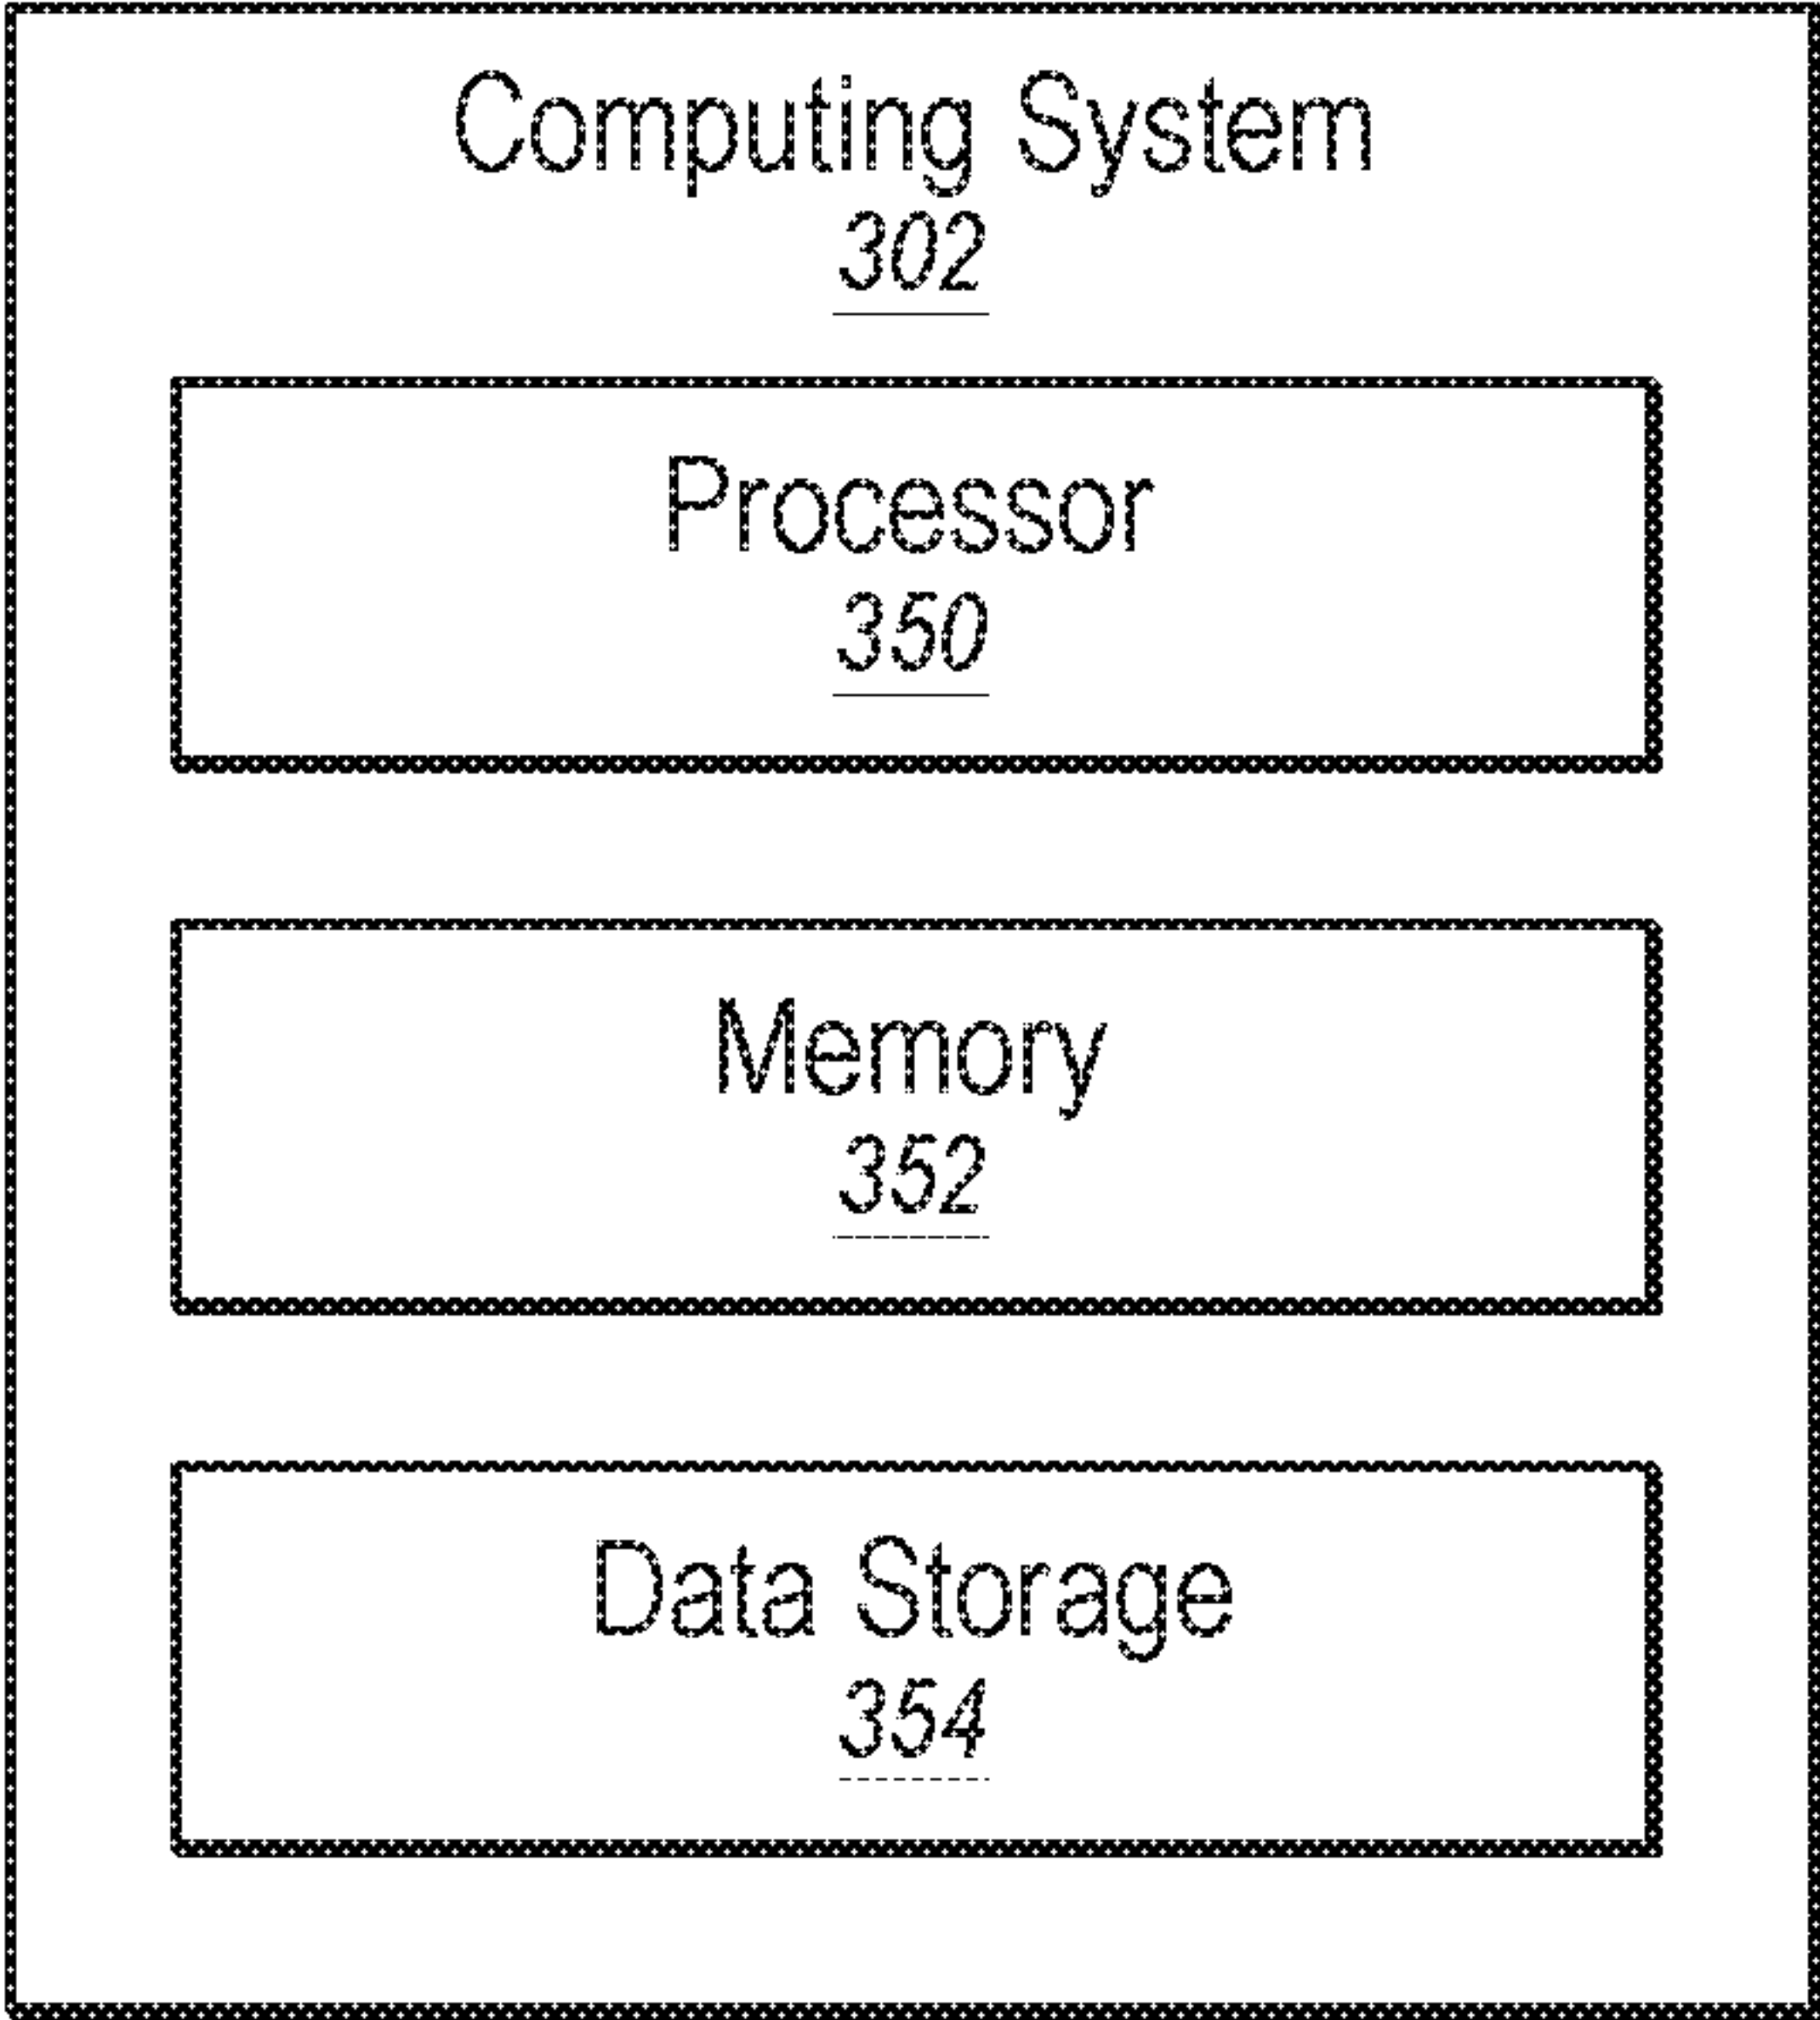 Computing System
302
Processor
350
Memory
352
Data Storage
354